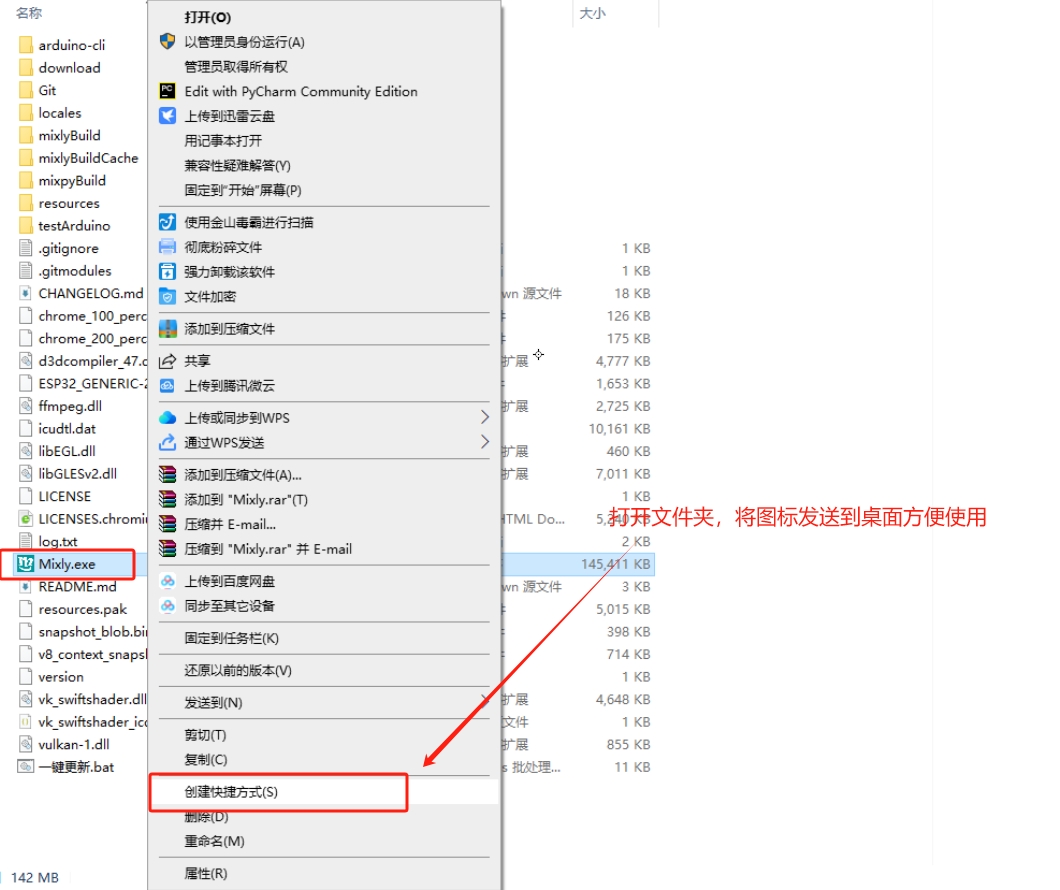 名称
大小
arduino-cli
download
Git
locales
mixlyBuild
mixlyBuildCache
mixpyBuild
resources
testArduino
.gitignore
1 KB
.gitmodules
1 KB
CHANGELOG.md
wn 源文件
18 KB
chrome_100_perc
126 KB
chrome_200_perc
175 KB
d3dcompiler_47.d
扩展
4,777 KB
ESP32_GENERIC-2
1,653 KB
ffmpeg.dll
扩展
2,725 KB
icudtl.dat
10,161 KB
libEGL.dll
扩展
460 KB
libGLESv2.dll
扩展
7,011 KB
LICENSE
1 KB
LICENSES.chromiu
HTML Do...
KB
log.txt
2 KB
Mixly.exe
145,411 KB
README.md
wn 源文件
3 KB
resources.pak
5,015 KB
snapshot_blob.bin
398 KB
v8_context_snapsh
714 KB
version
1 KB
vk_swiftshader.dll
扩展
4,648 KB
vk_swiftshader_icd
文件
1 KB
vulkan-1.dll
扩展
855 KB
一键更新.bat
s 批处理...
11 KB
142 MB
打开(O)
以管理员身份运行(A)
管理员取得所有权
PC
Edit with PyCharm Community Edition
上传到迅雷云盘
用记事本打开
兼容性疑难解答(Y)
固定到"开始"屏幕(P)
使用金山毒霸进行扫描
彻底粉碎文件
强力卸载该软件
文件加密
添加到压缩文件
共享
上传到腾讯微云
上传或同步到WPS
通过WPS发送
添加到压缩文件(A)...
添加到 "Mixly.rar"(T)
压缩并 E-mail...
压缩到 "Mixly.rar" 并 E-mail
上传到百度网盘
同步至其它设备
固定到任务栏(K)
还原以前的版本(V)
发送到(N)
剪切(T)
复制(C)
创建快捷方式(S)
删除(D)
重命名(M)
属性(R)
打开文件夹，将图标发送到桌面方便使用